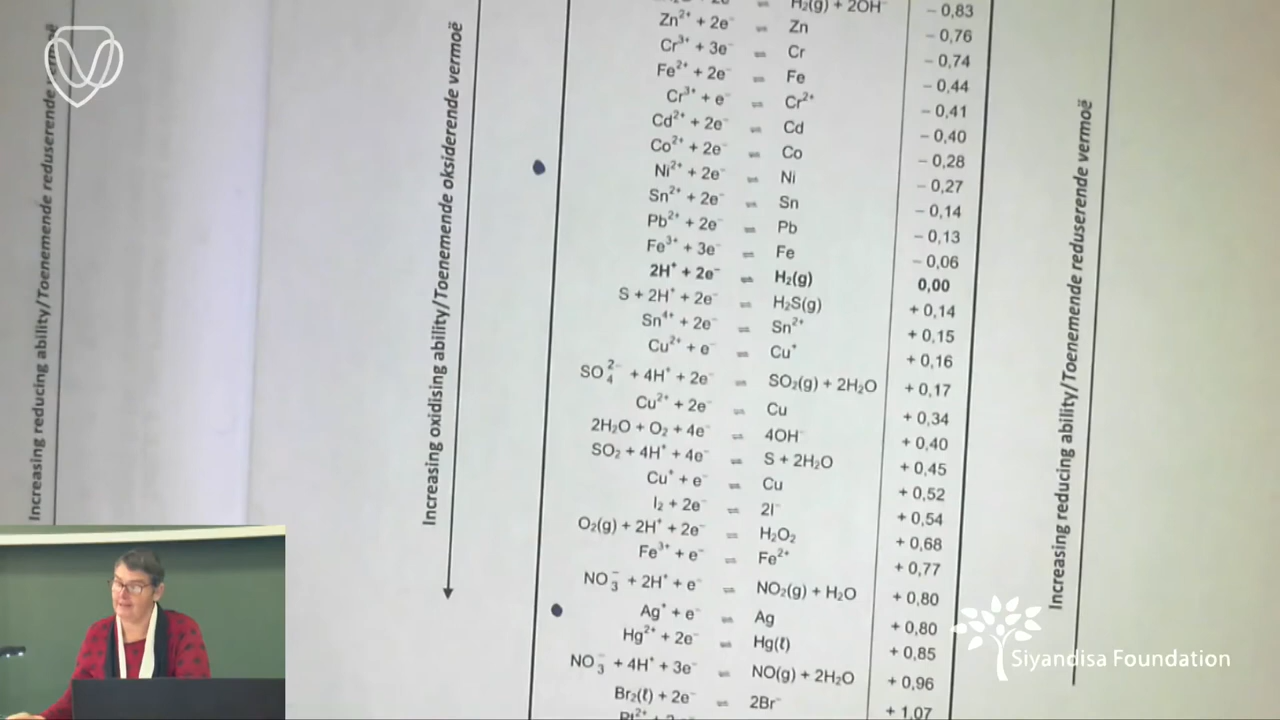 H₂(g) + 2OH⁻ − 0,83
Zn²⁺ + 2e⁻ ⇌ Zn − 0,76
Cr³⁺ + 3e⁻ ⇌ Cr − 0,74
Fe²⁺ + 2e⁻ ⇌ Fe − 0,44
Cr³⁺ + e⁻ ⇌ Cr²⁺ − 0,41
Cd²⁺ + 2e⁻ ⇌ Cd − 0,40
Co²⁺ + 2e⁻ ⇌ Co − 0,28
Ni²⁺ + 2e⁻ ⇌ Ni − 0,27
Sn²⁺ + 2e⁻ ⇌ Sn − 0,14
Pb²⁺ + 2e⁻ ⇌ Pb − 0,13
Fe³⁺ + 3e⁻ ⇌ Fe − 0,06
2H⁺ + 2e⁻ ⇌ H₂(g) 0,00
S + 2H⁺ + 2e⁻ ⇌ H₂S(g) + 0,14
Sn⁴⁺ + 2e⁻ ⇌ Sn²⁺ + 0,15
Cu²⁺ + e⁻ ⇌ Cu⁺ + 0,16
SO₄²⁻ + 4H⁺ + 2e⁻ ⇌ SO₂(g) + 2H₂O + 0,17
Cu²⁺ + 2e⁻ ⇌ Cu + 0,34
2H₂O + O₂ + 4e⁻ ⇌ 4OH⁻ + 0,40
SO₂ + 4H⁺ + 4e⁻ ⇌ S + 2H₂O + 0,45
Cu⁺ + e⁻ ⇌ Cu + 0,52
I₂ + 2e⁻ ⇌ 2I⁻ + 0,54
O₂(g) + 2H⁺ + 2e⁻ ⇌ H₂O₂ + 0,68
Fe³⁺ + e⁻ ⇌ Fe²⁺ + 0,77
NO₃⁻ + 2H⁺ + e⁻ ⇌ NO₂(g) + H₂O + 0,80
Ag⁺ + e⁻ ⇌ Ag + 0,80
Hg²⁺ + 2e⁻ ⇌ Hg(ℓ) + 0,85
NO₃⁻ + 4H⁺ + 3e⁻ ⇌ NO(g) + 2H₂O + 0,96
Br₂(ℓ) + 2e⁻ ⇌ 2Br⁻ + 1,07
Increasing reducing ability/Toenemende reduserende
Increasing oxidising ability/Toenemende oksiderende vermoë
Increasing reducing ability/Toenemende reduserende vermoë
Siyandisa Foundation